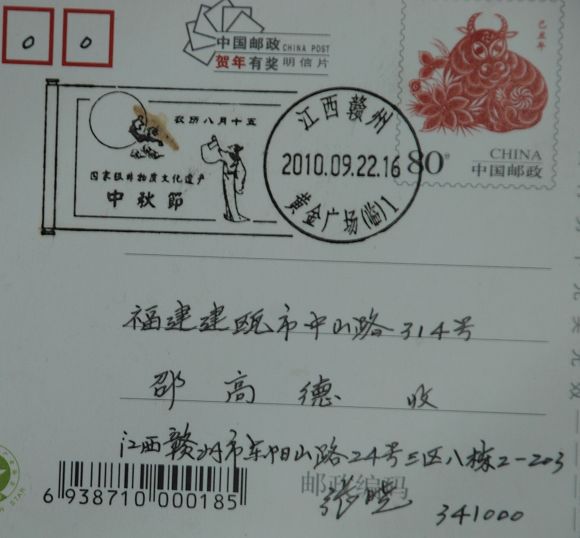 0 0
中国邮政 CHINA POST
贺年有奖 明信片
己丑年
农历八月十五
国家级非物质文化遗产
中秋節
江西赣州
2010.09.22.16
黄金广场(临)1
80
CHINA
中国邮政
福建建瓯市中山路314号
邵高德 收
江西赣州市东阳山路24号三区八栋2-203
6 938710 000185
邮政编码
341000